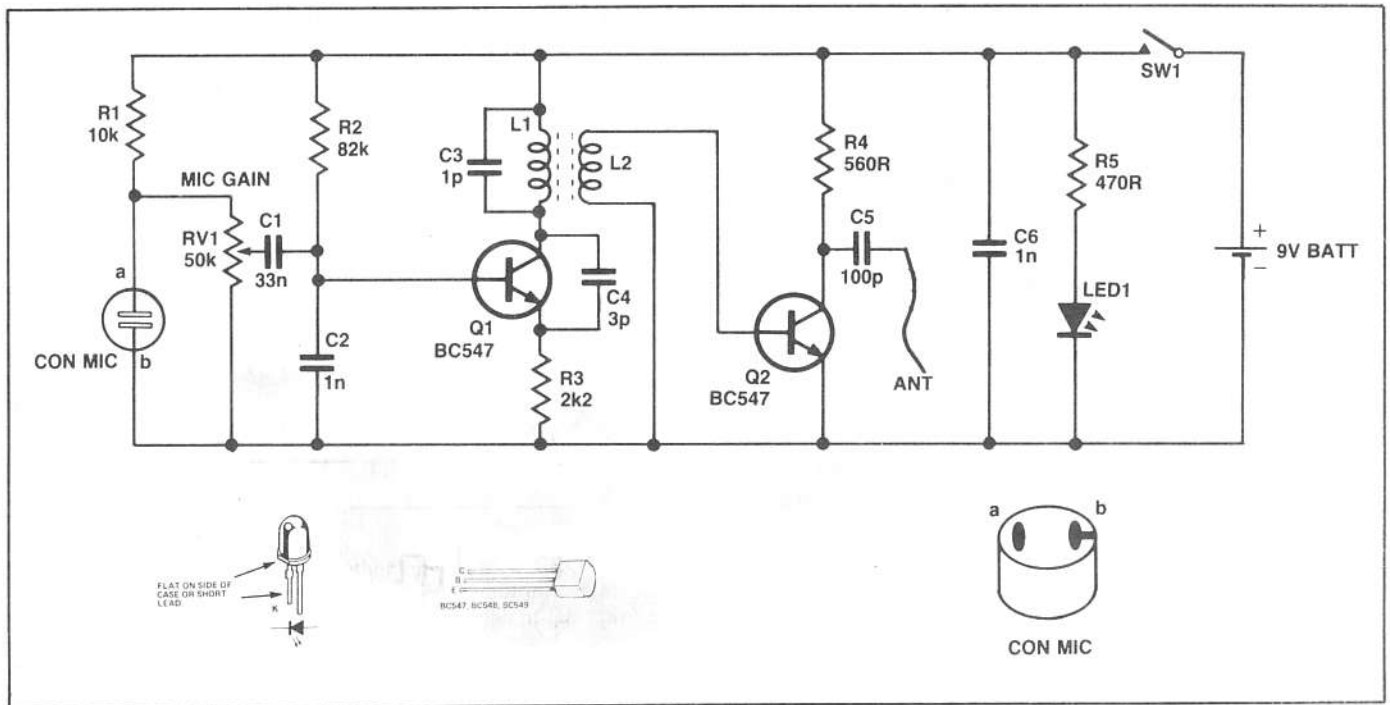 R1
10k
MIC GAIN
RV1
50k
C1
33n
a
b
CON MIC
R2
82k
C2
1n
C3
1p
L1
L2
Q1
BC547
C4
3p
R3
2k2
R4
560R
C5
100p
Q2
BC547
ANT
C6
1n
SW1
R5
470R
LED1
+
9V BATT
−
FLAT ON SIDE OF
CASE OR SHORT
LEAD
K
C
B
E
BC547, BC548, BC549
a
b
CON MIC